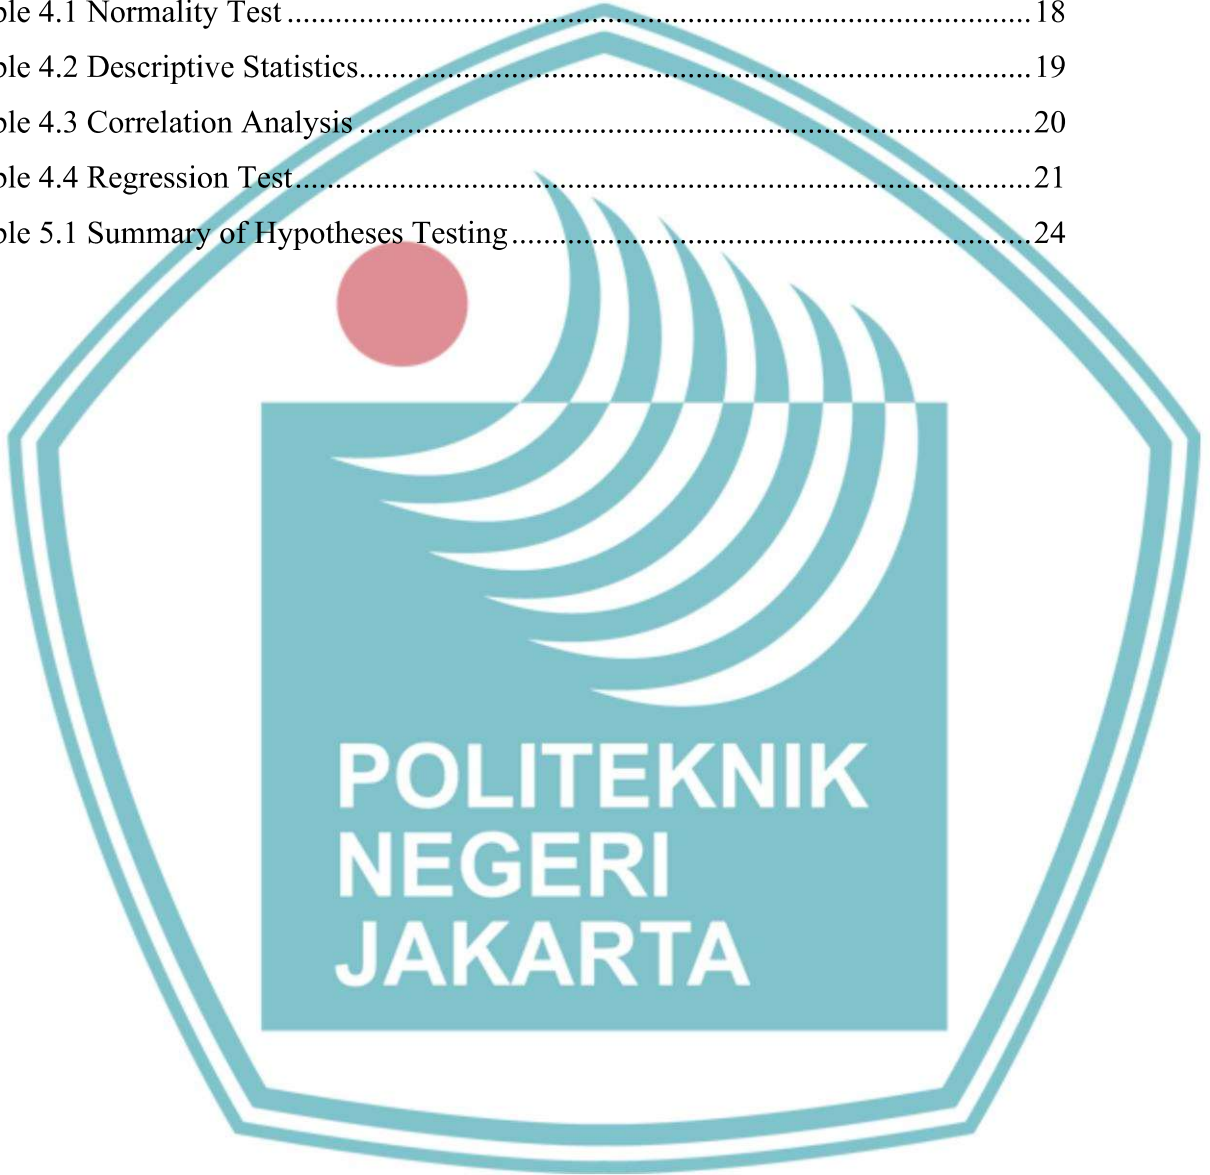 ble 4.1 Normality Test ............................................................................................. 18
ble 4.2 Descriptive Statistics.................................................................................... 19
ble 4.3 Correlation Analysis .................................................................................... 20
ble 4.4 Regression Test............................................................................................ 21
ble 5.1 Summary of Hypotheses Testing ................................................................. 24
POLITEKNIK
NEGERI
JAKARTA